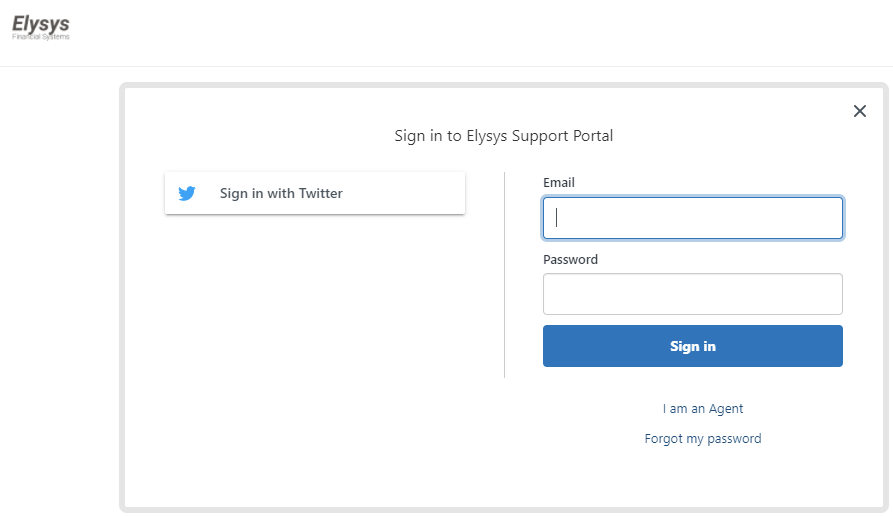 Elysys
Financial Systems
Sign in to Elysys Support Portal
Sign in with Twitter
Email
Password
Sign in
I am an Agent
Forgot my password